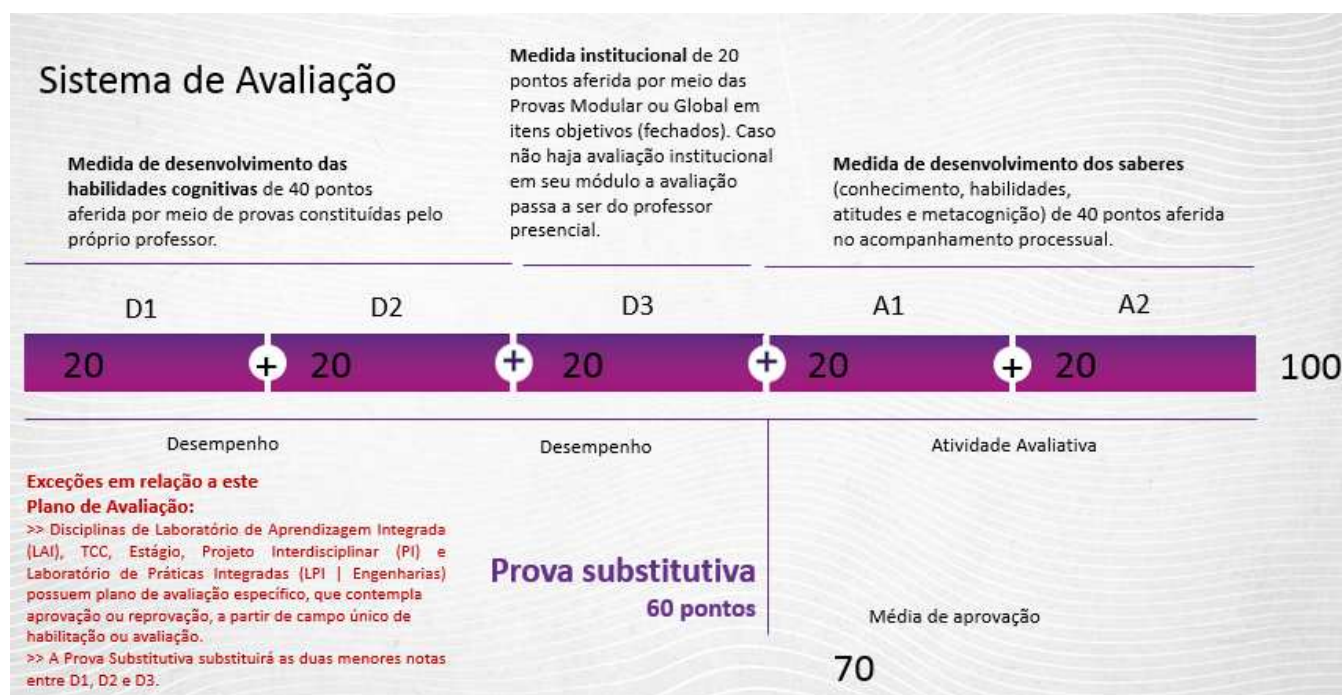 Sistema de Avaliação
Medida de desenvolvimento das
habilidades cognitivas de 40 pontos
aferida por meio de provas constituídas pelo
próprio professor.
Medida institucional de 20
pontos aferida por meio das
Provas Modular ou Global em
itens objetivos (fechados). Caso
não haja avaliação institucional
em seu módulo a avaliação
passa a ser do professor
presencial.
Medida de desenvolvimento dos saberes
(conhecimento, habilidades,
atitudes e metacognição) de 40 pontos aferida
no acompanhamento processual.
D1 D2 D3 A1 A2
20 + 20 + 20 + 20 + 20 100
Desempenho Desempenho Atividade Avaliativa
Exceções em relação a este
Plano de Avaliação:
>> Disciplinas de Laboratório de Aprendizagem Integrada
(LAI), TCC, Estágio, Projeto Interdisciplinar (PI) e
Laboratório de Práticas Integradas (LPI | Engenharias)
possuem plano de avaliação específico, que contempla
aprovação ou reprovação, a partir de campo único de
habilitação ou avaliação.
>> A Prova Substitutiva substituirá as duas menores notas
entre D1, D2 e D3.
Prova substitutiva
60 pontos
Média de aprovação
70